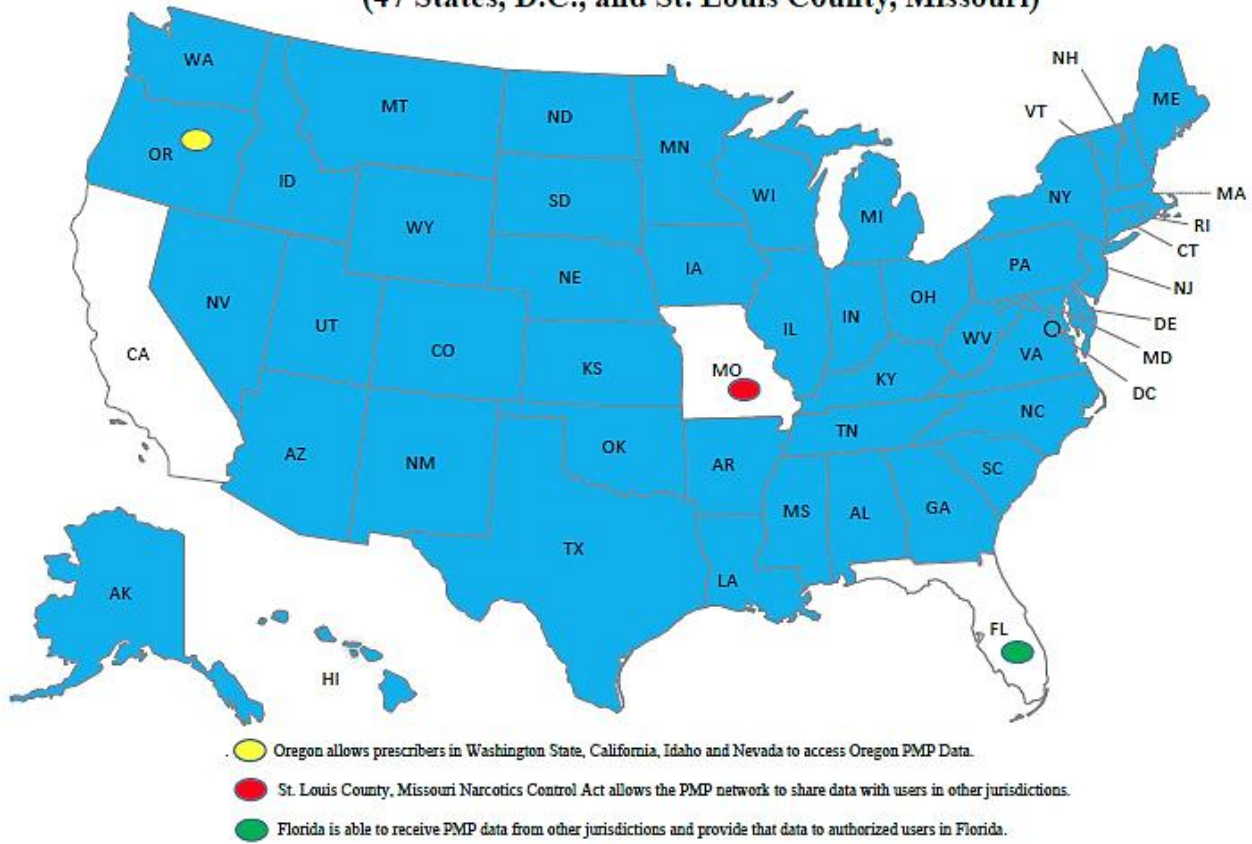 (47 States, D.C., and St. Louis County, Missouri)
NH
WA
ME
MT
ND
VT
MN
OR
ID
SD
WI
NY
MA
MI
WY
RI
CT
IA
PA
NE
NJ
OH
NV
IN
DE
UT
IL
WV
CO
VA
MD
CA
KS
MO
KY
DC
NC
TN
AZ
OK
NM
AR
SC
MS
AL
GA
TX
LA
AK
FL
HI
. Oregon allows prescribers in Washington State, California, Idaho and Nevada to access Oregon PMP Data.
St. Louis County, Missouri Narcotics Control Act allows the PMP network to share data with users in other jurisdictions.
Florida is able to receive PMP data from other jurisdictions and provide that data to authorized users in Florida.